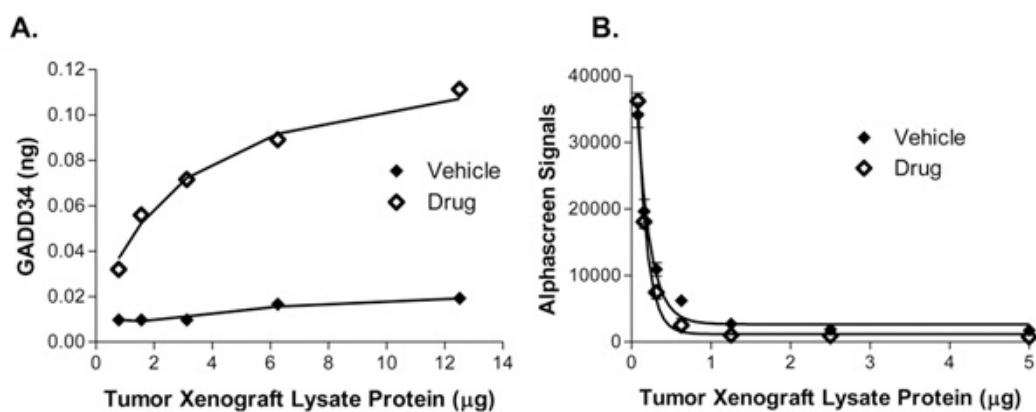 A.
GADD34 (ng)
0.12
0.10
0.08
0.06
0.04
0.02
0.00
0 2 4 6 8 10 12 14
Tumor Xenograft Lysate Protein (μg)
Vehicle
Drug
B.
Alphascreen Signals
40000
30000
20000
10000
0
0 1 2 3 4 5
Tumor Xenograft Lysate Protein (μg)
Vehicle
Drug